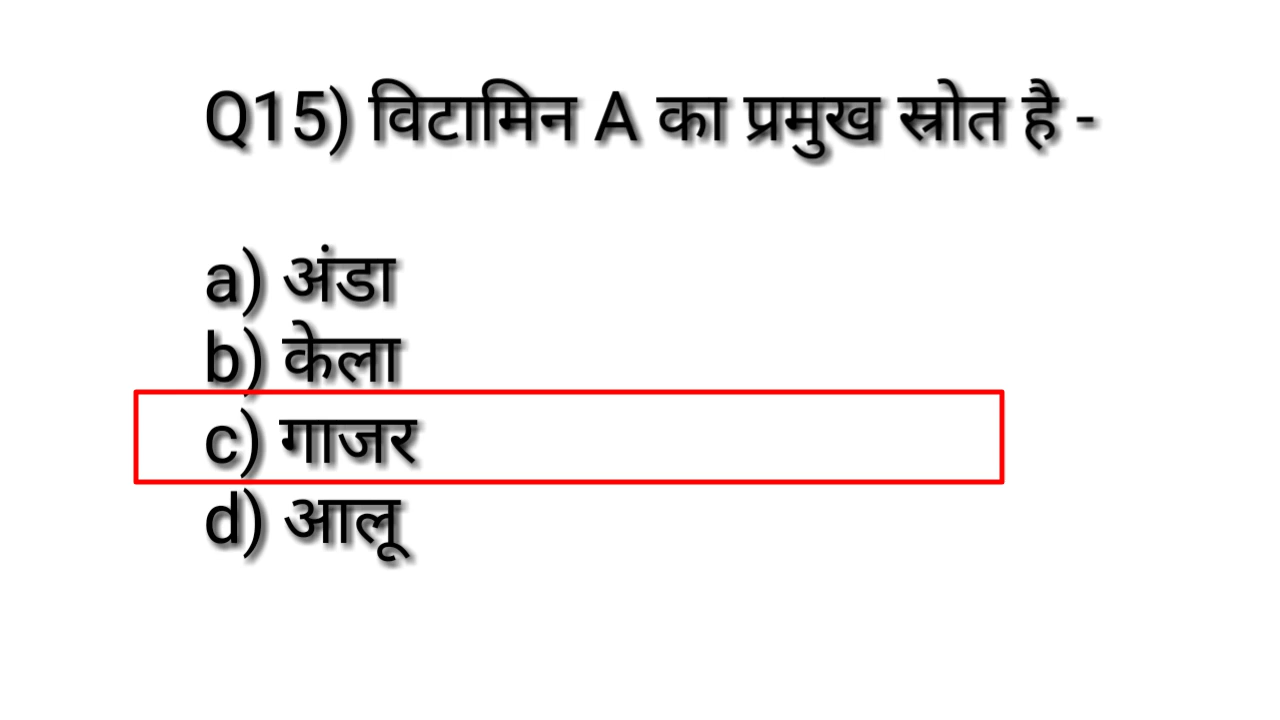 Q15) विटामिन A का प्रमुख स्रोत है -
a) अंडा
b) केला
c) गाजर
d) आलू